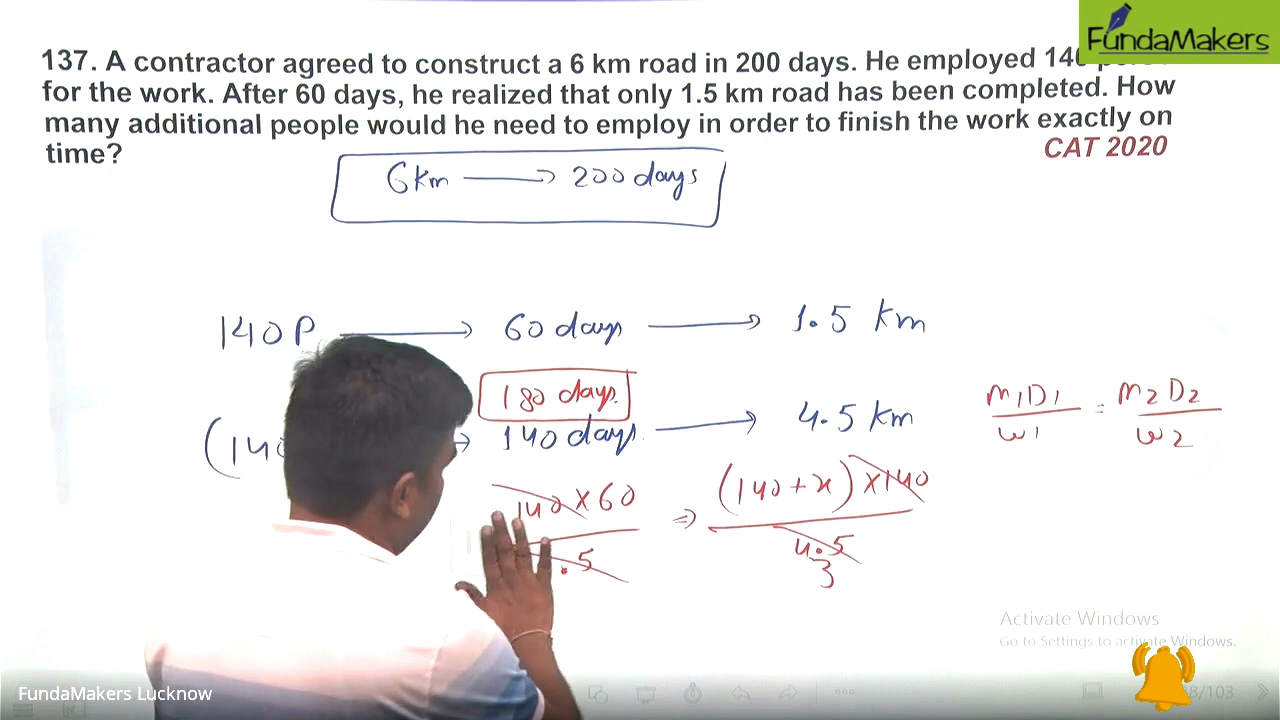 FundaMakers
137. A contractor agreed to construct a 6 km road in 200 days. He employed
for the work. After 60 days, he realized that only 1.5 km road has been completed. How
many additional people would he need to employ in order to finish the work exactly on
time?
CAT 2020
6 km → 200 days
140 P → 60 days → 1.5 km
180 days
140 days → 4.5 km
M1D1 = M2D2
W1 W2
140 × 60 ⇒ (140 + x) × 140
.5 4.5
3
Activate Windows
Go to Settings to activate Windows.
FundaMakers Lucknow
/103